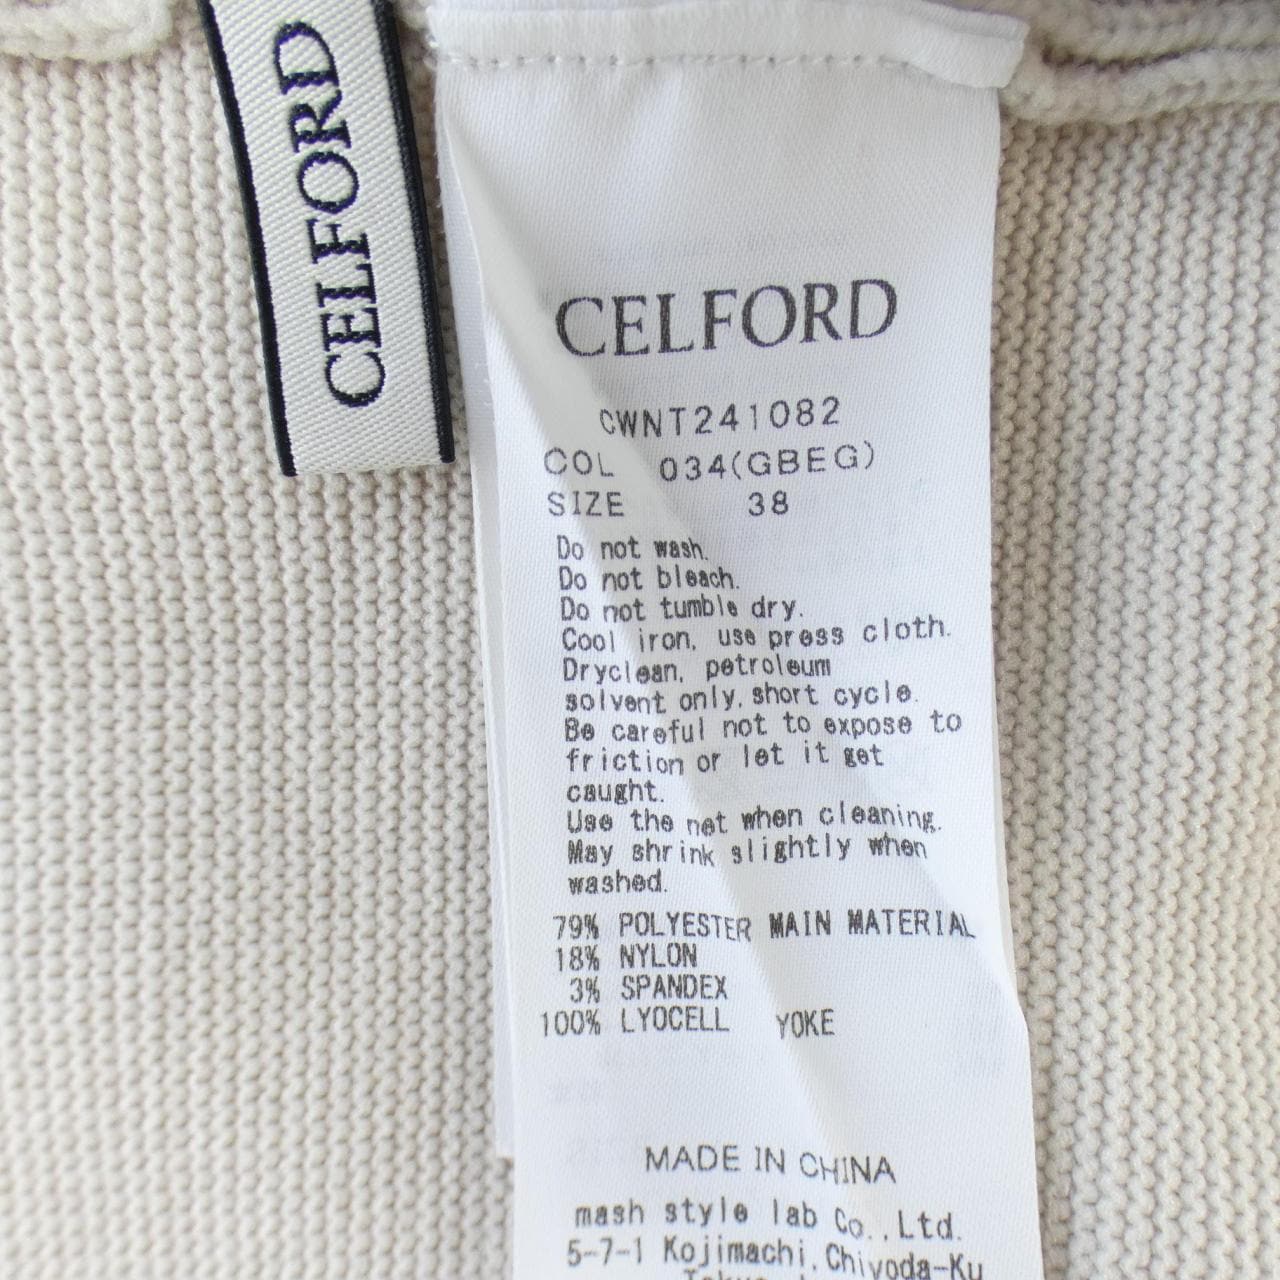 CELFORD
CELFORD
CWNT241082
COL 034(GBEG)
SIZE 38
Do not wash.
Do not bleach.
Do not tumble dry.
Cool iron, use press cloth.
Dryclean, petroleum
solvent only, short cycle.
Be careful not to expose to
friction or let it get
caught.
Use the net when cleaning.
May shrink slightly when
washed.
79% POLYESTER MAIN MATERIAL
18% NYLON
3% SPANDEX
100% LYOCELL YOKE
MADE IN CHINA
mash style lab Co., Ltd.
5-7-1 Kojimachi, Chiyoda-Ku